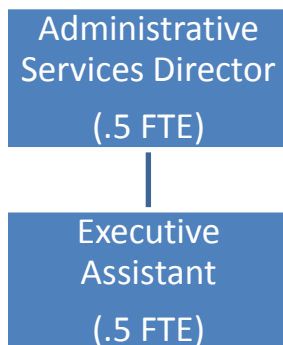 Administrative
Services Director
(.5 FTE)
Executive
Assistant
(.5 FTE)